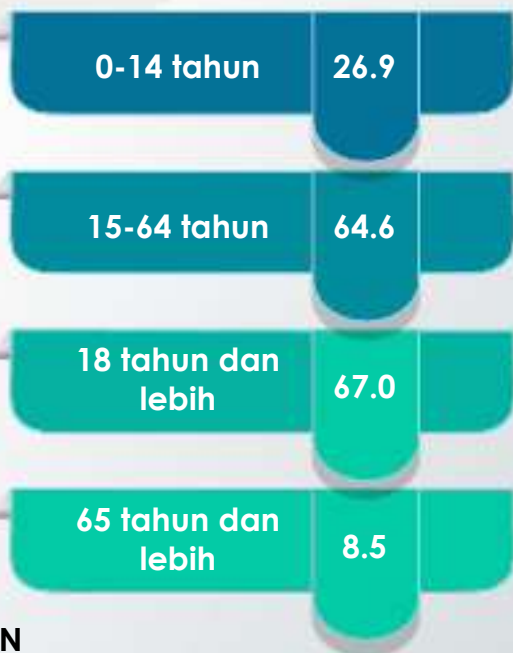 0-14 tahun 26.9
15-64 tahun 64.6
18 tahun dan
lebih 67.0
65 tahun dan
lebih 8.5
N